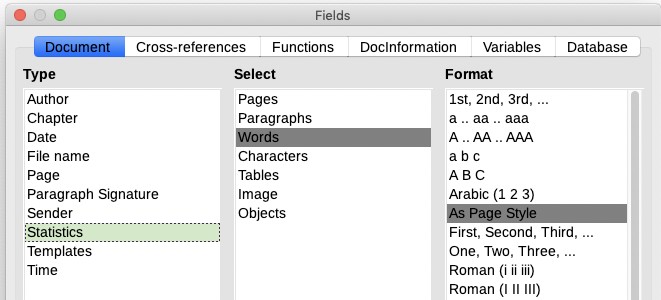 Fields
Document Cross-references Functions DocInformation Variables Database
Type
Author
Chapter
Date
File name
Page
Paragraph Signature
Sender
Statistics
Templates
Time
Select
Pages
Paragraphs
Words
Characters
Tables
Image
Objects
Format
1st, 2nd, 3rd, ...
a .. aa .. aaa
A .. AA .. AAA
a b c
A B C
Arabic (1 2 3)
As Page Style
First, Second, Third, ...
One, Two, Three, ...
Roman (i ii iii)
Roman (I II III)